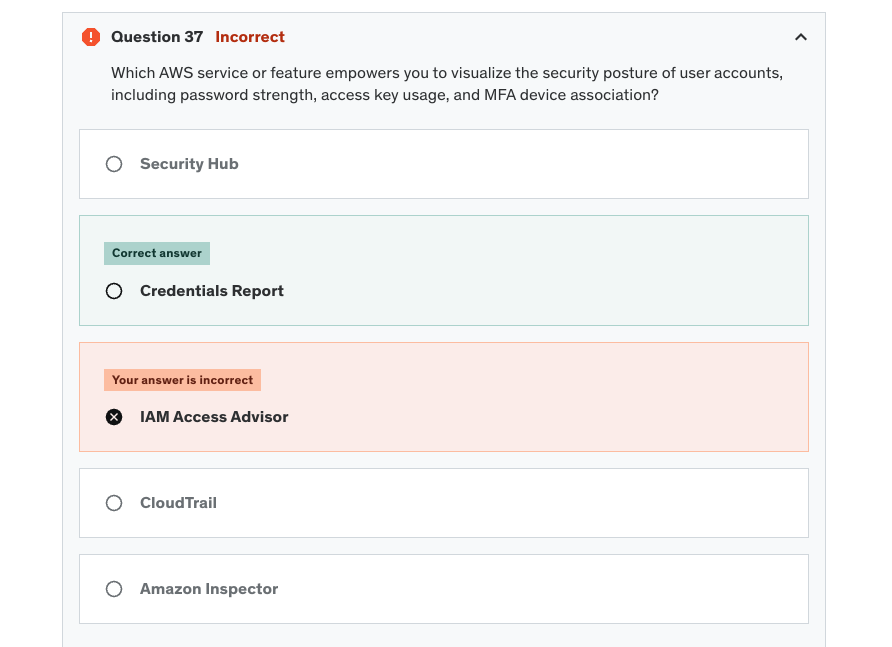 Question 37 Incorrect
Which AWS service or feature empowers you to visualize the security posture of user accounts,
including password strength, access key usage, and MFA device association?
Security Hub
Correct answer
Credentials Report
Your answer is incorrect
IAM Access Advisor
CloudTrail
Amazon Inspector